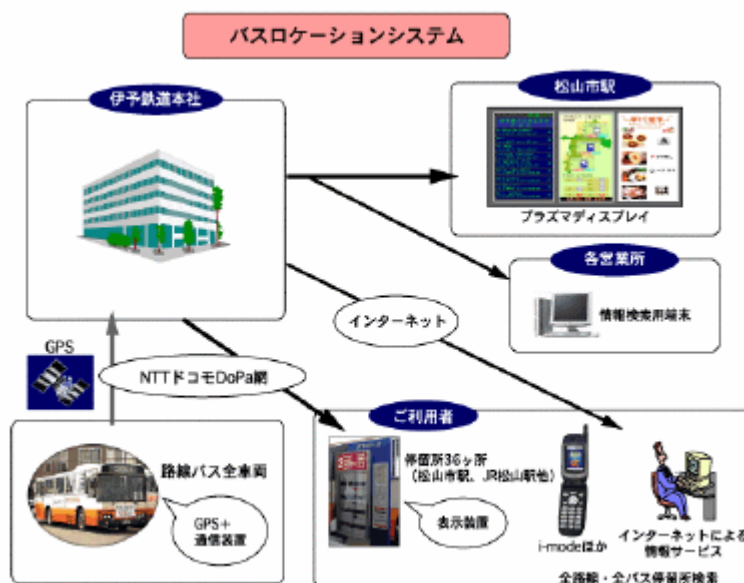 バスロケーションシステム
伊予鉄道本社
松山市駅
プラズマディスプレイ
各営業所
情報検索用端末
インターネット
GPS
NTTドコモDoPa網
ご利用者
路線バス全車両
GPS+
通信装置
停留所36ヶ所
(松山市駅、JR松山駅他)
表示装置
i-modeほか
インターネットによる
情報サービス
全路線・全バス停留所検索